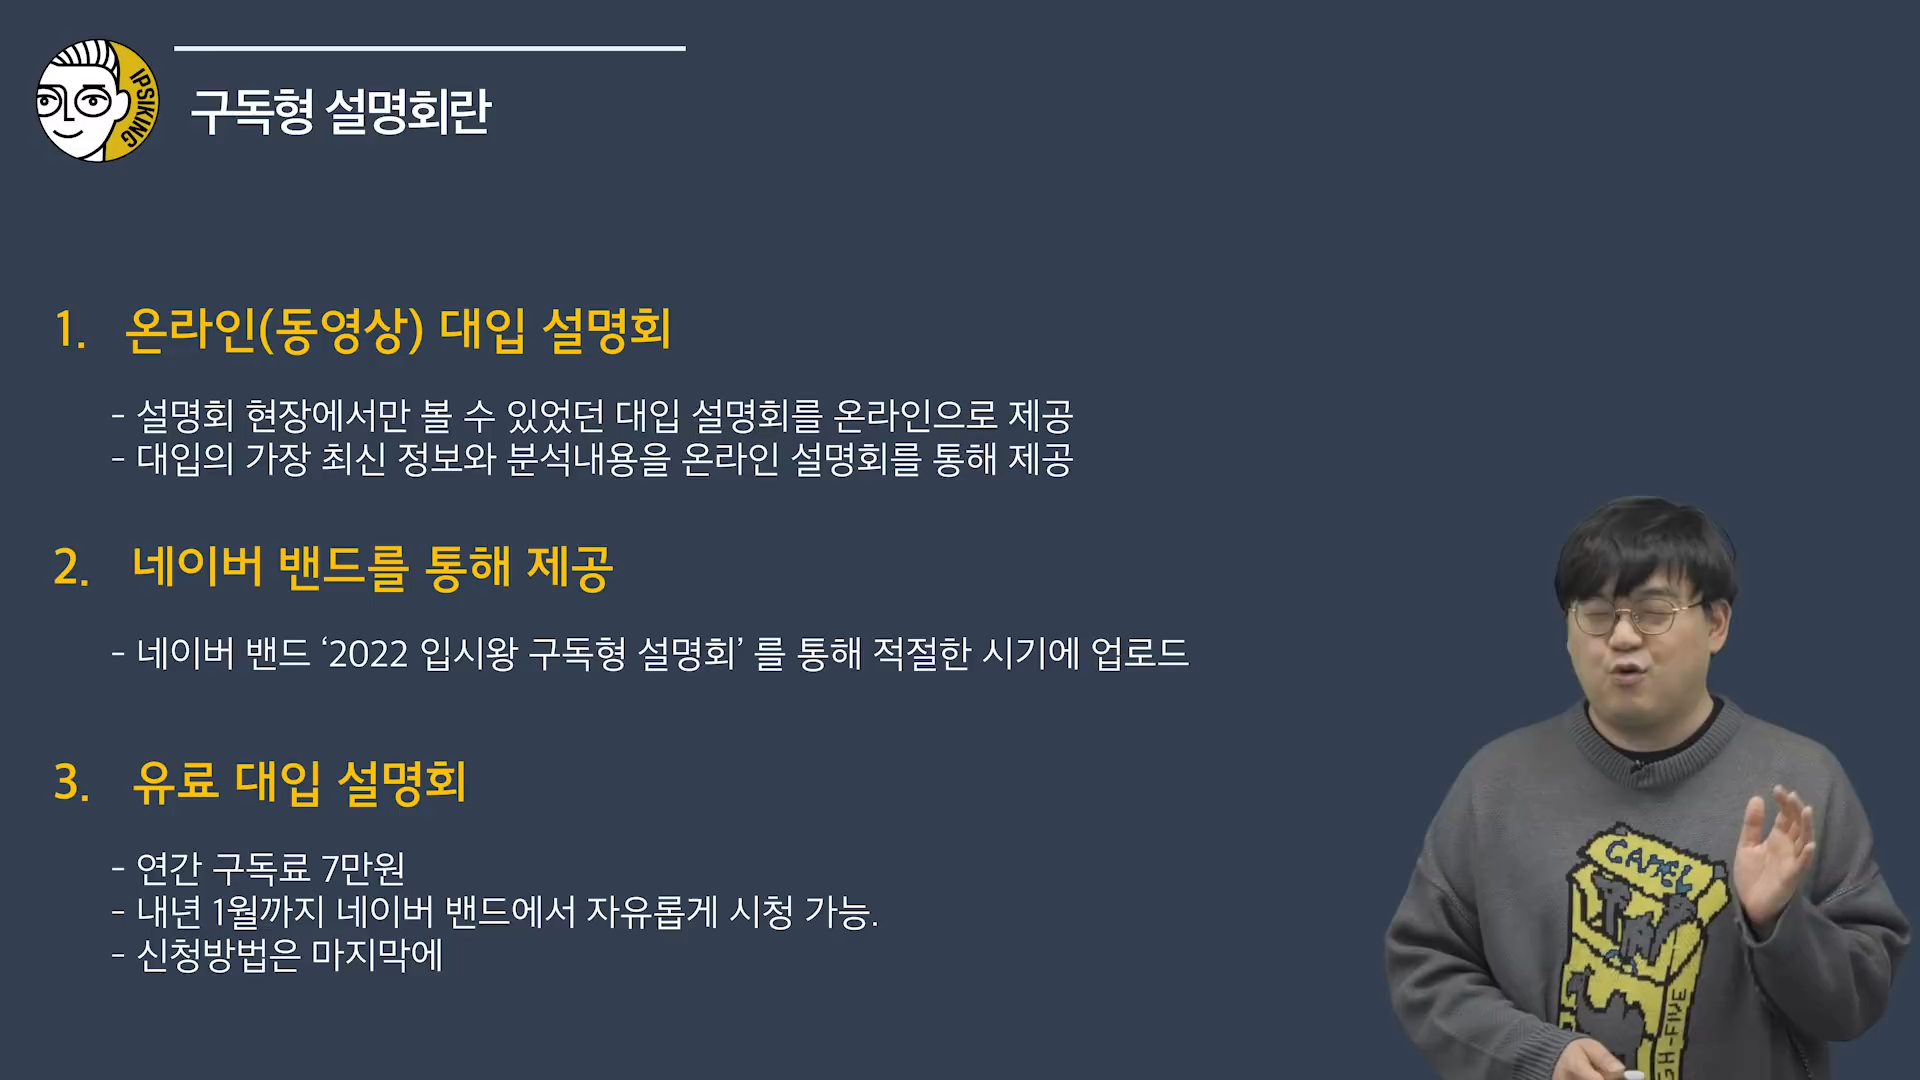 IPSIKING
구독형 설명회란
1. 온라인(동영상) 대입 설명회
- 설명회 현장에서만 볼 수 있었던 대입 설명회를 온라인으로 제공
- 대입의 가장 최신 정보와 분석내용을 온라인 설명회를 통해 제공
2. 네이버 밴드를 통해 제공
- 네이버 밴드 ‘2022 입시왕 구독형 설명회’ 를 통해 적절한 시기에 업로드
3. 유료 대입 설명회
- 연간 구독료 7만원
- 내년 1월까지 네이버 밴드에서 자유롭게 시청 가능.
- 신청방법은 마지막에
CAMEL
GH-FIVE